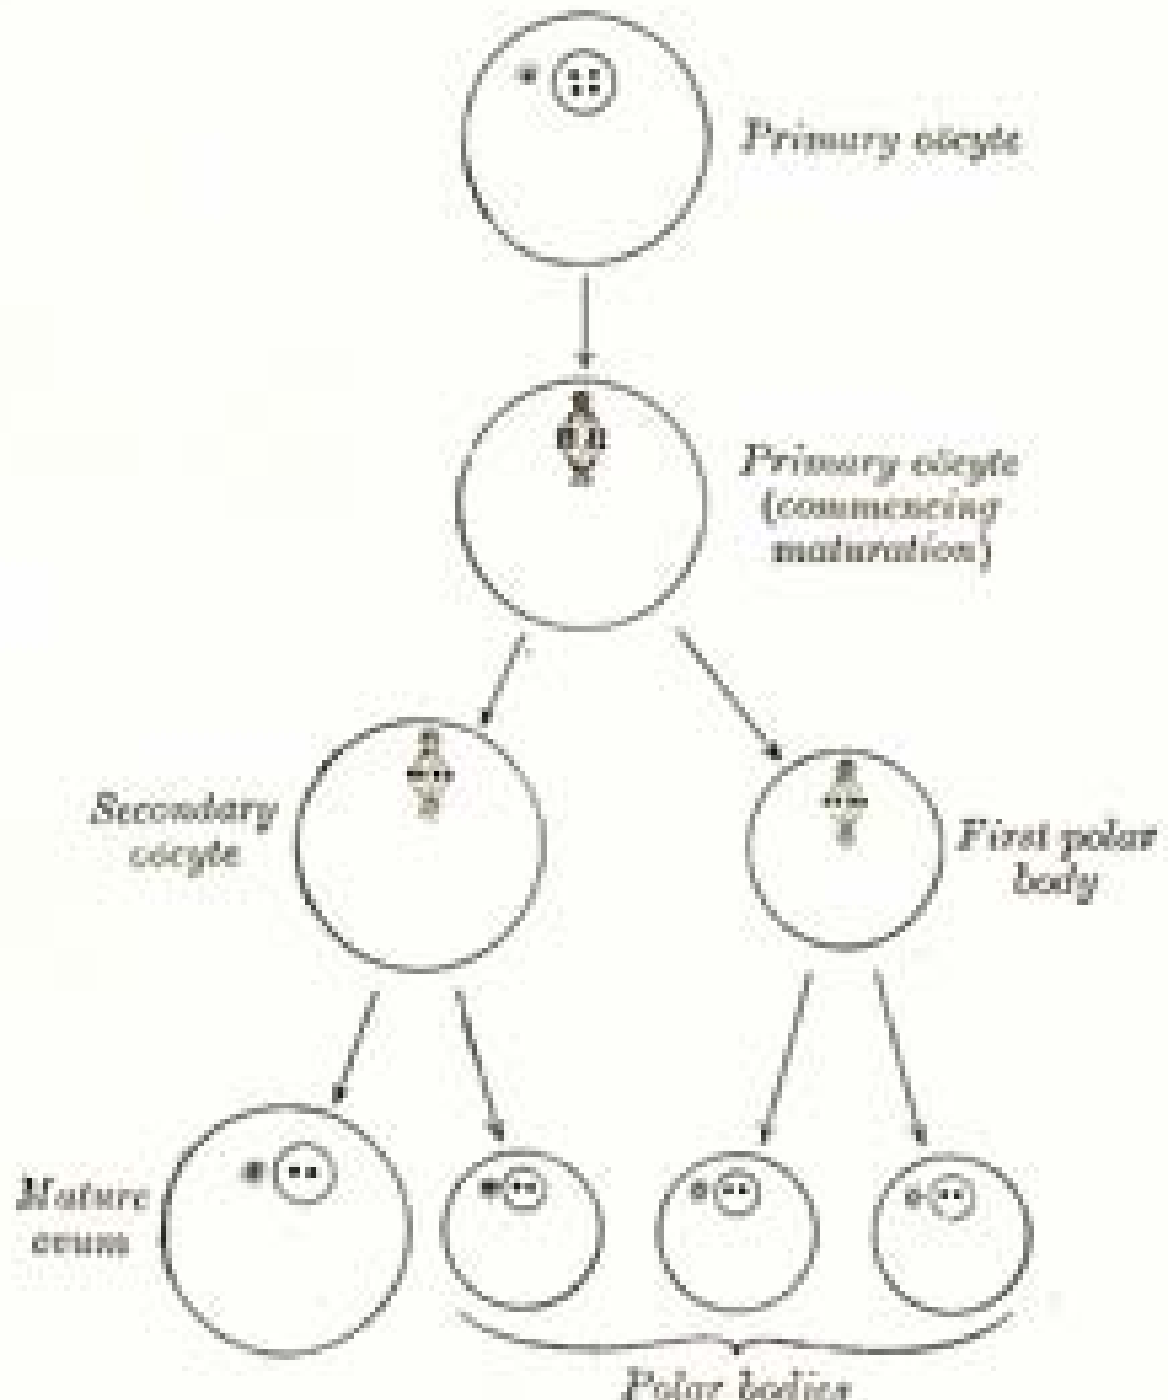 Primary oöcyte
Primary oöcyte
(commencing
maturation)
Secondary
oöcyte
First polar
body
Mature
ovum
Polar bodies